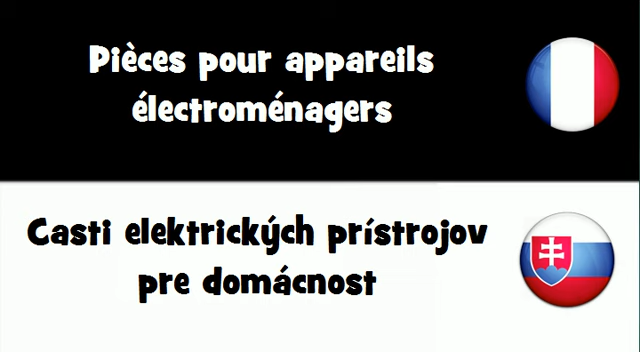 Pièces pour appareils
électroménagers
Casti elektrických prístrojov
pre domácnost